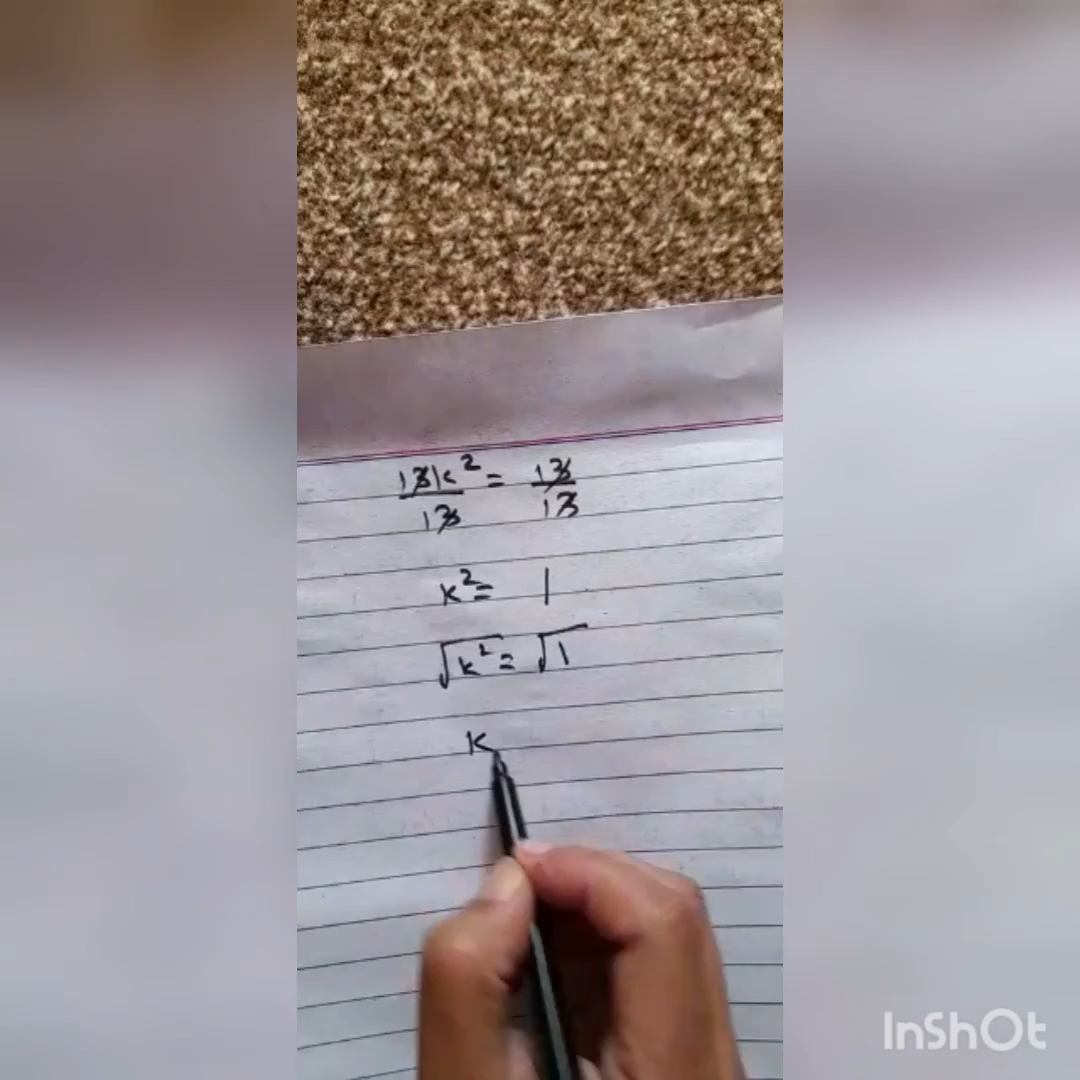 13k² = 13
13 13
k² = 1
√k² = √1
k
InShOt